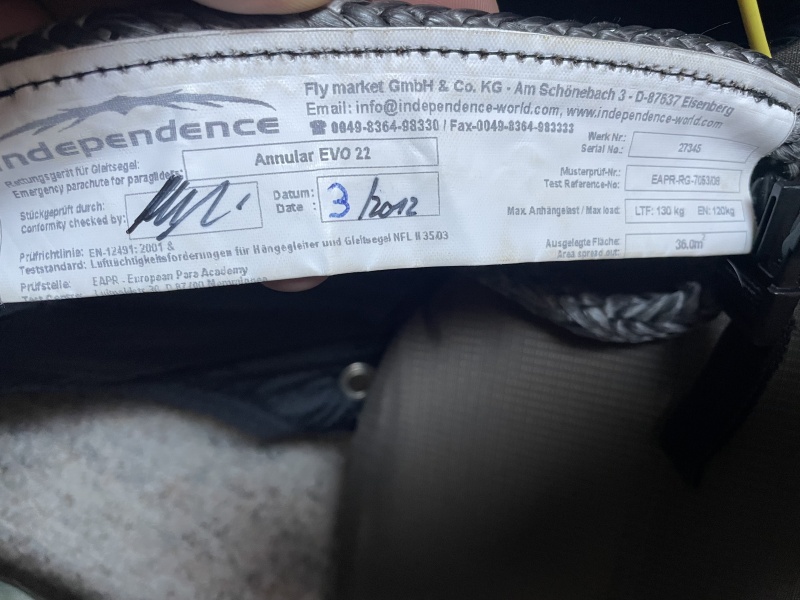 Independence
Fly market GmbH & Co. KG - Am Schönebach 3 - D-87637 Eisenberg
Email: info@independence-world.com, www.independence-world.com
☎ 0049-8364-98330 / Fax-0049-8364-983333
Rettungsgerät für Gleitsegel:
Emergency parachute for paragliders:
Annular EVO 22
Werk Nr.:
Serial No.:
27345
Stückgeprüft durch:
Conformity checked by:
Datum:
Date :
3/2012
Musterprüf-Nr.:
Test Reference-No:
EAPR-RG-7053/08
Max. Anhängelast / Max load:
LTF: 130 kg EN: 120kg
Ausgelegte Fläche:
Area spread out:
36.0m²
Prüfrichtlinie: EN-12491:2001 &
Teststandard: Lufttüchtigkeitsforderungen für Hängegleiter und Gleitsegel NFL II 35/03
Prüfstelle: EAPR - European Para Academy